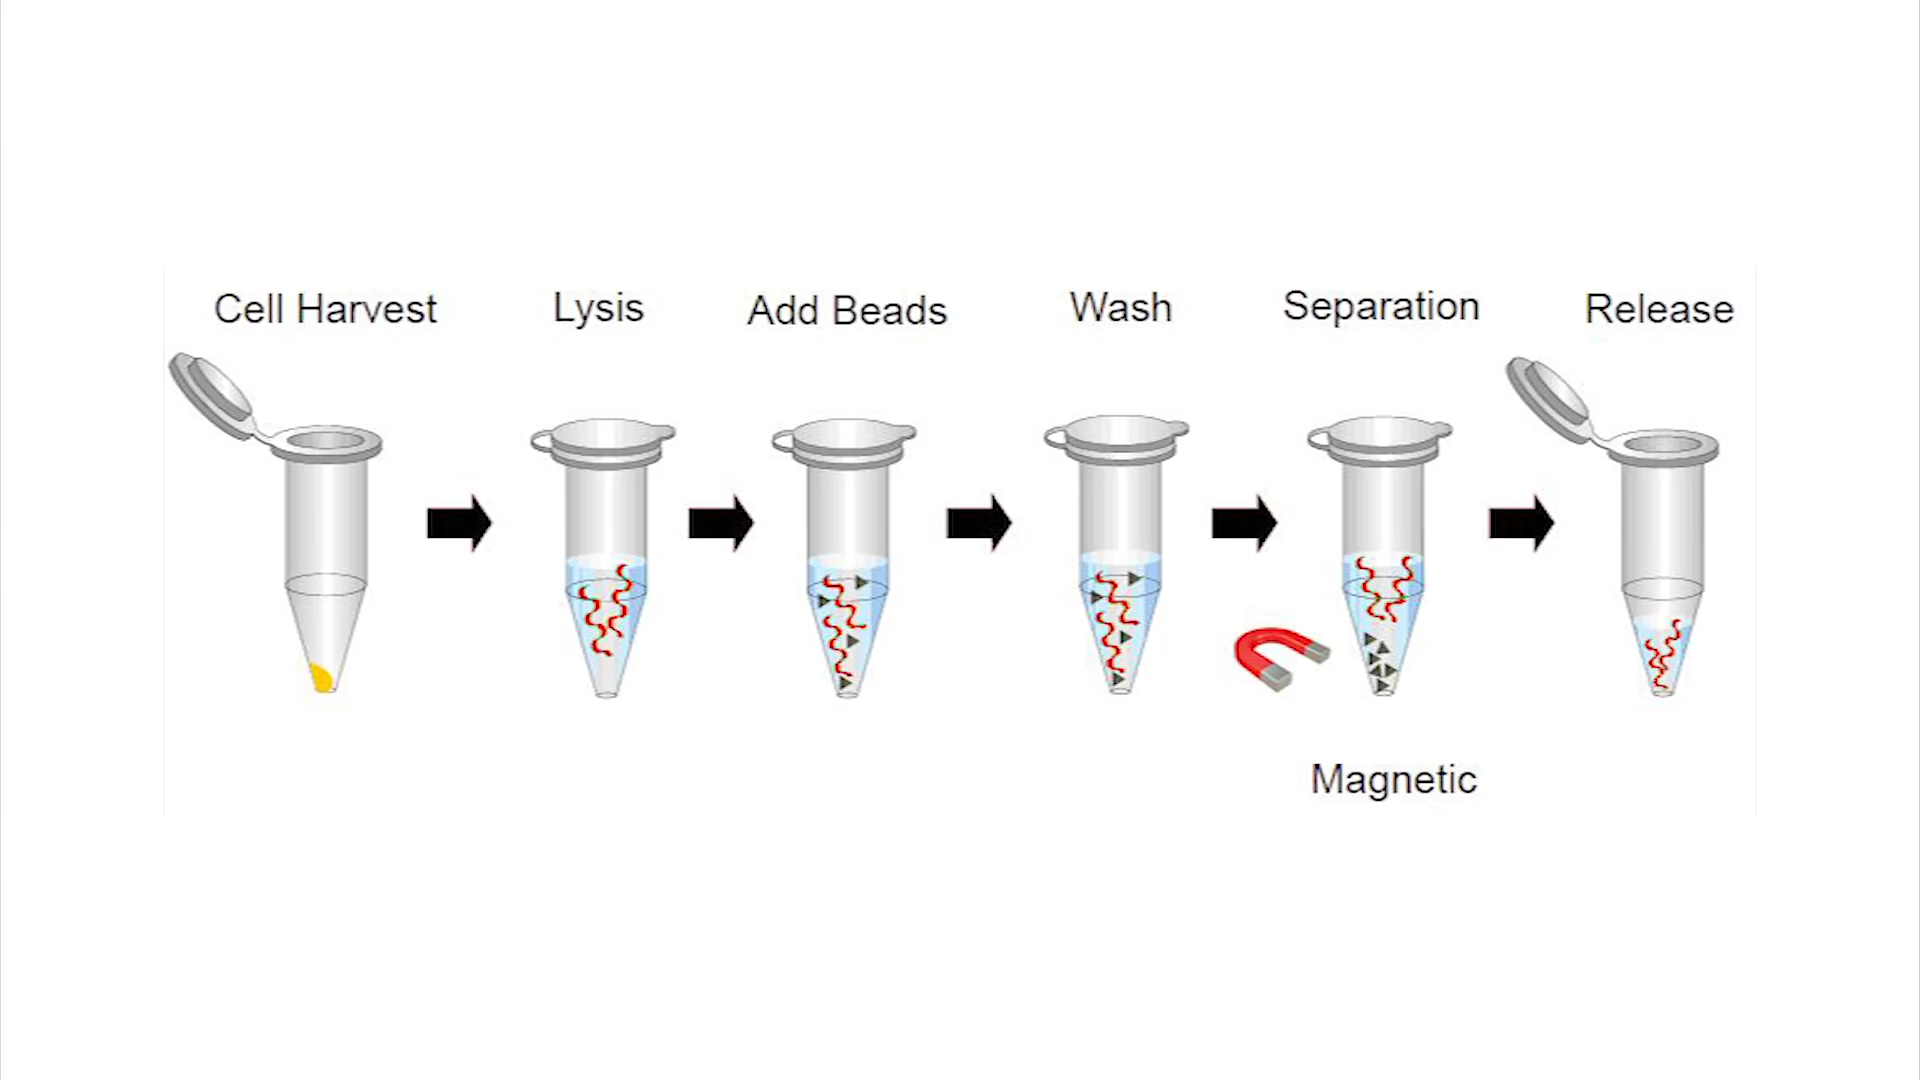 Cell Harvest
Lysis
Add Beads
Wash
Separation
Release
Magnetic